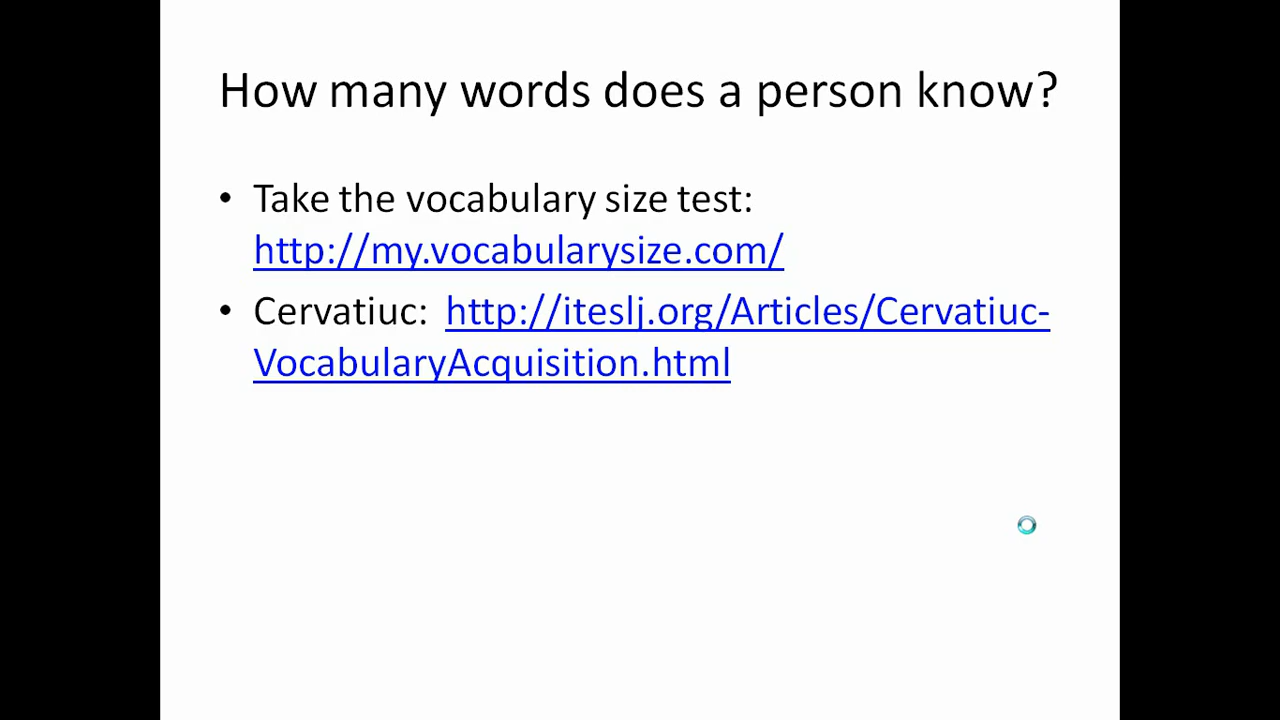 How many words does a person know?
• Take the vocabulary size test:
http://my.vocabularysize.com/
• Cervatiuc: http://iteslj.org/Articles/Cervatiuc-
VocabularyAcquisition.html